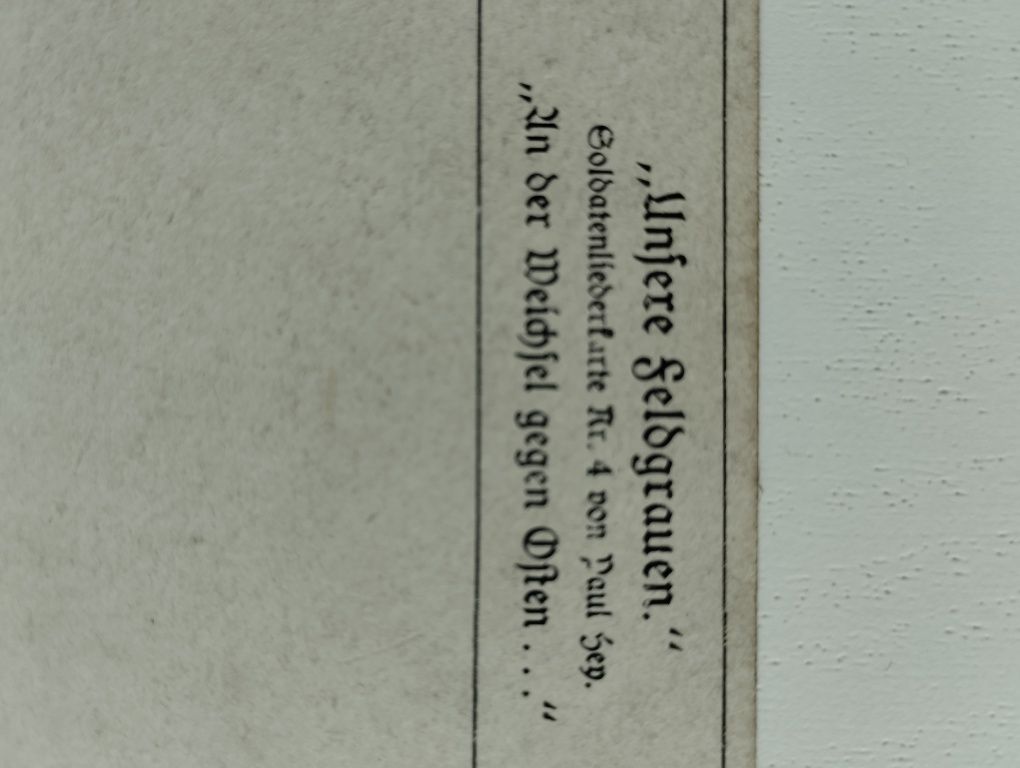 „Unſere Feldgrauen.“
Soldatenliederkarte Nr. 4 von Paul Hey.
„An der Weichſel gegen Oſten . . .“